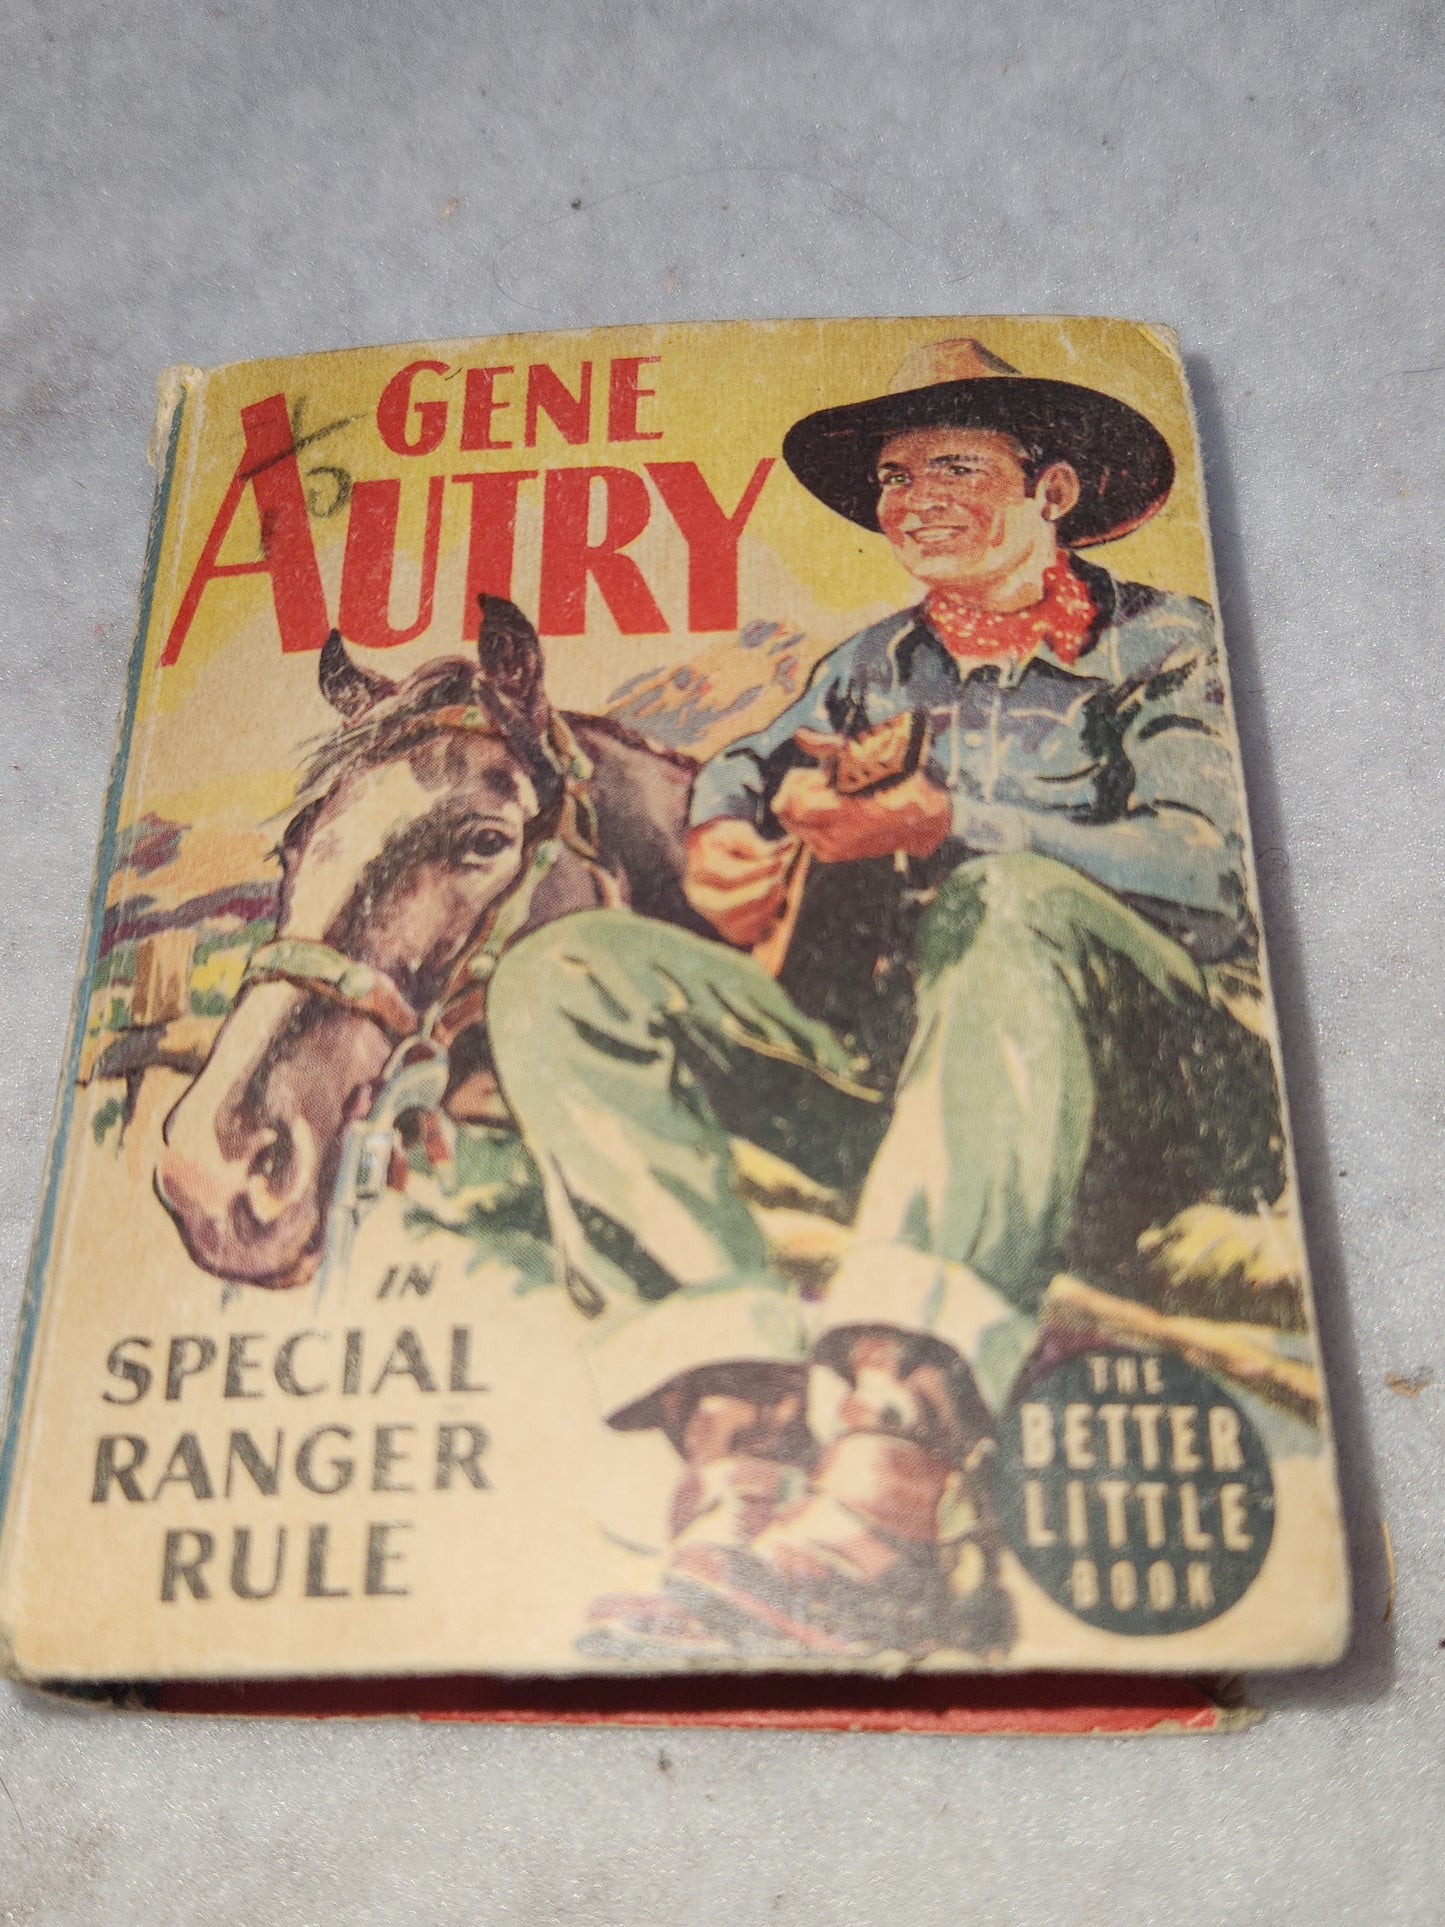 GENE
AUTRY
IN
SPECIAL
RANGER
RULE
THE
BETTER
LITTLE
BOOK